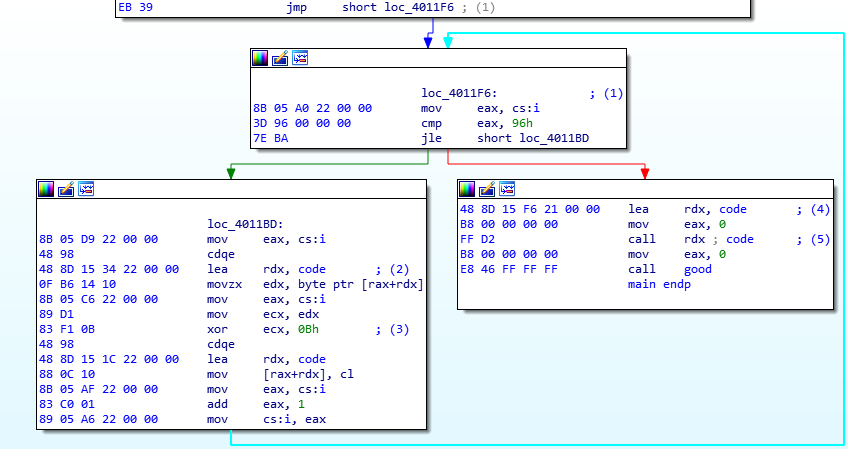 EB 39 jmp short loc_4011F6 ; (1)
loc_4011F6: ; (1)
8B 05 A0 22 00 00 mov eax, cs:i
3D 96 00 00 00 cmp eax, 96h
7E BA jle short loc_4011BD
loc_4011BD:
8B 05 D9 22 00 00 mov eax, cs:i
48 98 cdqe
48 8D 15 34 22 00 00 lea rdx, code ; (2)
0F B6 14 10 movzx edx, byte ptr [rax+rdx]
8B 05 C6 22 00 00 mov eax, cs:i
89 D1 mov ecx, edx
83 F1 0B xor ecx, 0Bh ; (3)
48 98 cdqe
48 8D 15 1C 22 00 00 lea rdx, code
88 0C 10 mov [rax+rdx], cl
8B 05 AF 22 00 00 mov eax, cs:i
83 C0 01 add eax, 1
89 05 A6 22 00 00 mov cs:i, eax
48 8D 15 F6 21 00 00 lea rdx, code ; (4)
B8 00 00 00 00 mov eax, 0
FF D2 call rdx ; code ; (5)
B8 00 00 00 00 mov eax, 0
E8 46 FF FF FF call good
main endp